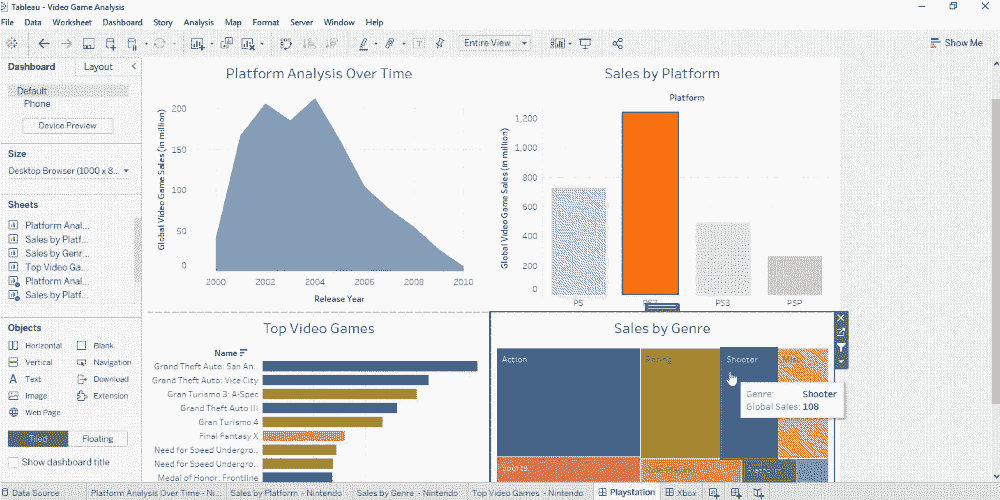 Tableau - Video Game Analysis
File Data Worksheet Dashboard Story Analysis Map Format Server Window Help
Entire View
Show Me
Dashboard Layout
Default
Phone
Device Preview
Size
Desktop Browser (1000 x 8...
Sheets
Platform Anal...
Sales by Platf...
Sales by Genr...
Top Video Ga...
Platform Anal...
Sales by Platf...
Objects
Horizontal Blank
Vertical Navigation
Text Download
Image Extension
Web Page
Tiled Floating
Show dashboard title
Platform Analysis Over Time
Global Video Game Sales (in million)
200
150
100
50
0
2000 2002 2004 2006 2008 2010
Release Year
Sales by Platform
Platform
Global Video Game Sales (in million)
1,200
1,000
800
600
400
200
0
PS PS2 PS3 PSP
Top Video Games
Name
Grand Theft Auto: San An..
Grand Theft Auto: Vice City
Gran Turismo 3: A-Spec
Grand Theft Auto III
Gran Turismo 4
Final Fantasy X
Need for Speed Undergro..
Need for Speed Undergro..
Medal of Honor: Frontline
Sales by Genre
Action
Racing
Shooter
Misc
Genre: Shooter
Global Sales: 108
Sports
Role-Playing
Platform
Data Source
Platform Analysis Over Time - Ni...
Sales by Platform - Nintendo
Sales by Genre - Nintendo
Top Video Games - Nintendo
Playstation
Xbox